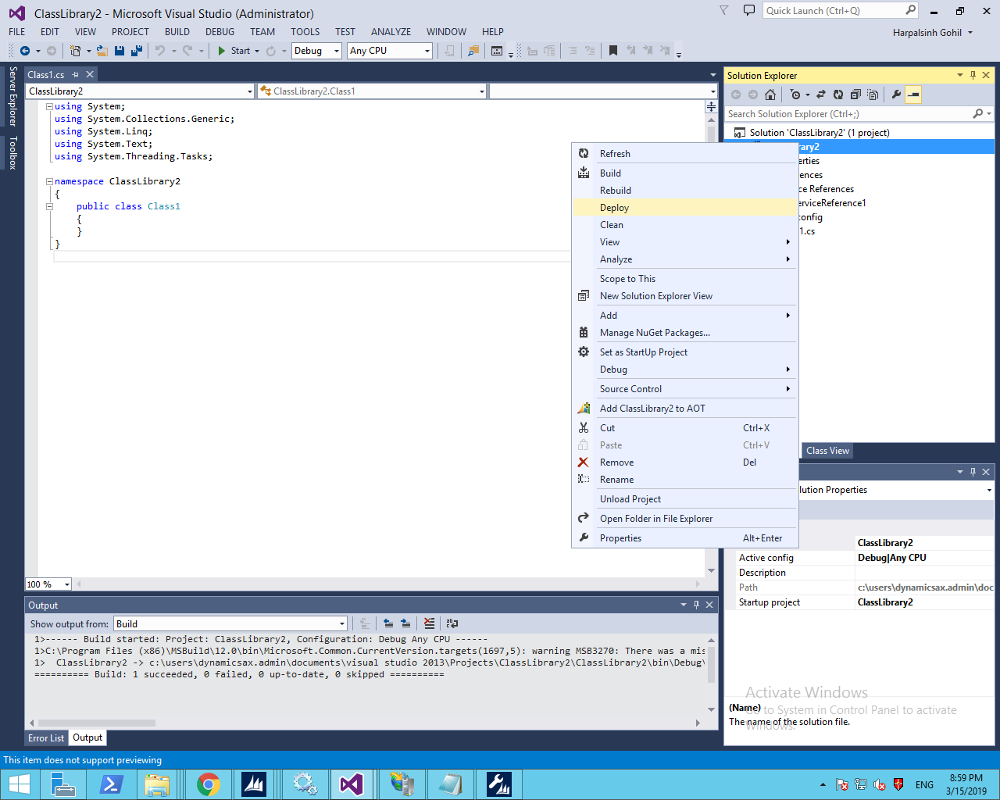 ClassLibrary2 - Microsoft Visual Studio (Administrator)
Quick Launch (Ctrl+Q)
FILE EDIT VIEW PROJECT BUILD DEBUG TEAM TOOLS TEST ANALYZE WINDOW HELP
Harpalsinh Gohil
Start Debug Any CPU
Server Explorer
Toolbox
Class1.cs
ClassLibrary2
ClassLibrary2.Class1
using System;
using System.Collections.Generic;
using System.Linq;
using System.Text;
using System.Threading.Tasks;
namespace ClassLibrary2
{
public class Class1
{
}
}
100 %
Solution Explorer
Search Solution Explorer (Ctrl+;)
Solution 'ClassLibrary2' (1 project)
rary2
erties
ences
ce References
erviceReference1
config
1.cs
Refresh
Build
Rebuild
Deploy
Clean
View
Analyze
Scope to This
New Solution Explorer View
Add
Manage NuGet Packages...
Set as StartUp Project
Debug
Source Control
Add ClassLibrary2 to AOT
Cut Ctrl+X
Paste Ctrl+V
Remove Del
Rename
Unload Project
Open Folder in File Explorer
Properties Alt+Enter
Class View
lution Properties
ClassLibrary2
Active config Debug|Any CPU
Description
Path c:\users\dynamicsax.admin\doc
Startup project ClassLibrary2
(Name)
The name of the solution file.
Activate Windows
Go to System in Control Panel to activate
Windows.
Output
Show output from: Build
1>------ Build started: Project: ClassLibrary2, Configuration: Debug Any CPU ------
1>C:\Program Files (x86)\MSBuild\12.0\bin\Microsoft.Common.CurrentVersion.targets(1697,5): warning MSB3270: There was a mis
1>  ClassLibrary2 -> c:\users\dynamicsax.admin\documents\visual studio 2013\Projects\ClassLibrary2\ClassLibrary2\bin\Debug\
========== Build: 1 succeeded, 0 failed, 0 up-to-date, 0 skipped ==========
Error List Output
This item does not support previewing
ENG
8:59 PM
3/15/2019